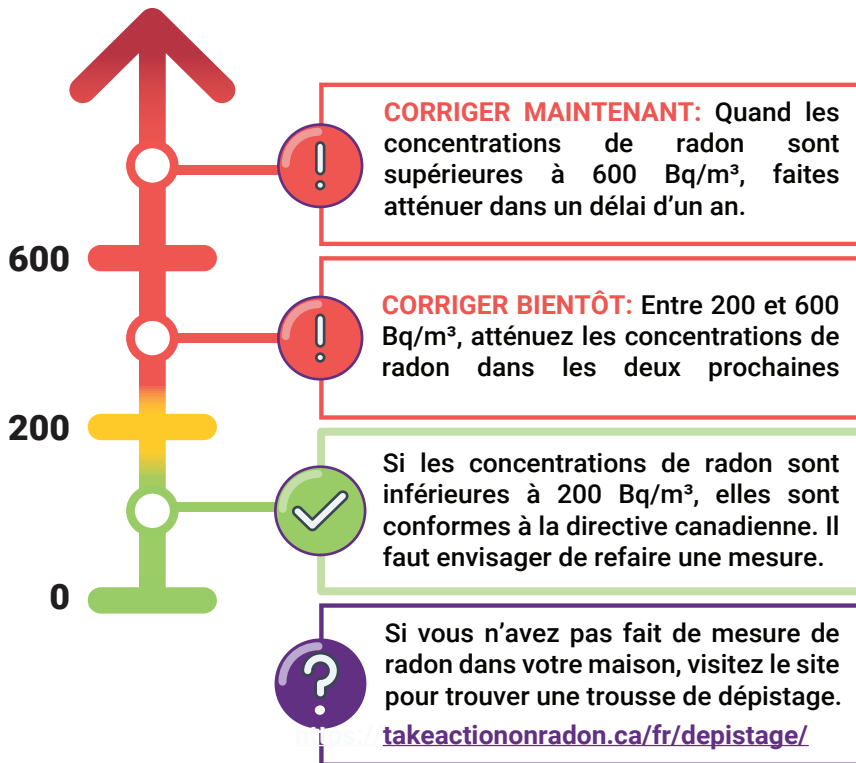 CORRIGER MAINTENANT: Quand les
concentrations de radon sont
supérieures à 600 Bq/m³, faites
atténuer dans un délai d’un an.
600
CORRIGER BIENTÔT: Entre 200 et 600
Bq/m³, atténuez les concentrations de
radon dans les deux prochaines
200
Si les concentrations de radon sont
inférieures à 200 Bq/m³, elles sont
conformes à la directive canadienne. Il
faut envisager de refaire une mesure.
0
Si vous n’avez pas fait de mesure de
radon dans votre maison, visitez le site
pour trouver une trousse de dépistage.
https://takeactiononradon.ca/fr/depistage/